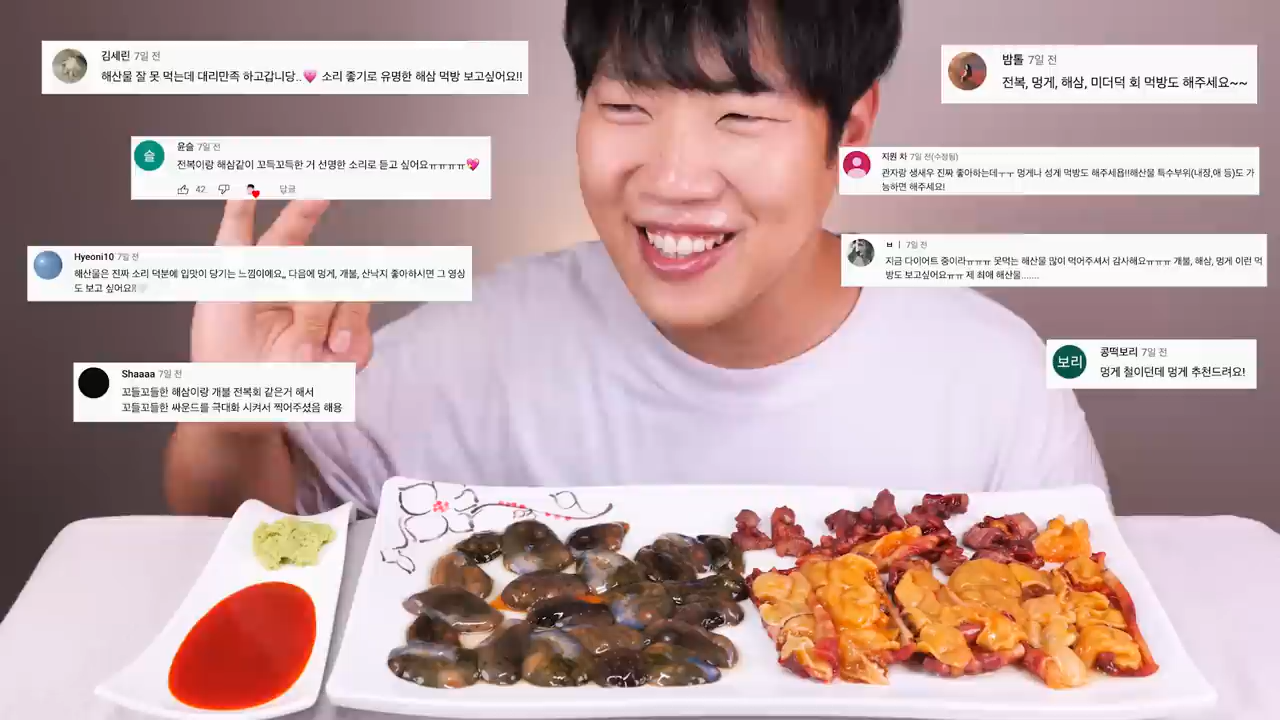 김세린 7일 전
해산물 잘 못 먹는데 대리만족 하고갑니당..💗 소리 좋기로 유명한 해삼 먹방 보고싶어요!!
슬
윤슬 7일 전
전복이랑 해삼같이 꼬득꼬득한 거 선명한 소리로 듣고 싶어요ㅠㅠㅠㅠ💖
42 답글
Hyeoni10 7일 전
해산물은 진짜 소리 덕분에 입맛이 당기는 느낌이에요,, 다음에 멍게, 개불, 산낙지 좋아하시면 그 영상
도 보고 싶어요!!🤍
Shaaaa 7일 전
꼬들꼬들한 해삼이랑 개불 전복회 같은거 해서
꼬들꼬들한 싸운드를 극대화 시켜서 찍어주셨음 해용
밤톨 7일 전
전복, 멍게, 해삼, 미더덕 회 먹방도 해주세요~~
지원 차 7일 전(수정됨)
관자랑 생새우 진짜 좋아하는데ㅜㅜ 멍게나 성게 먹방도 해주세욥!!해산물 특수부위(내장,애 등)도 가
능하면 해주세요!
ㅂㅣ 7일 전
지금 다이어트 중이라ㅠㅠㅠ 못먹는 해산물 많이 먹어주셔서 감사해요ㅠㅠㅠ 개불, 해삼, 멍게 이런 먹
방도 보고싶어요ㅠㅠ 제 최애 해산물.......
보리
콩떡보리 7일 전
멍게 철이던데 멍게 추천드려요!